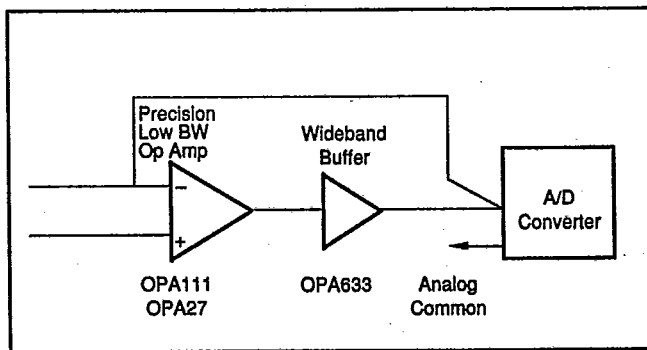 Precision
Low BW
Op Amp
Wideband
Buffer
A/D
Converter
−
+
OPA111
OPA27
OPA633
Analog
Common